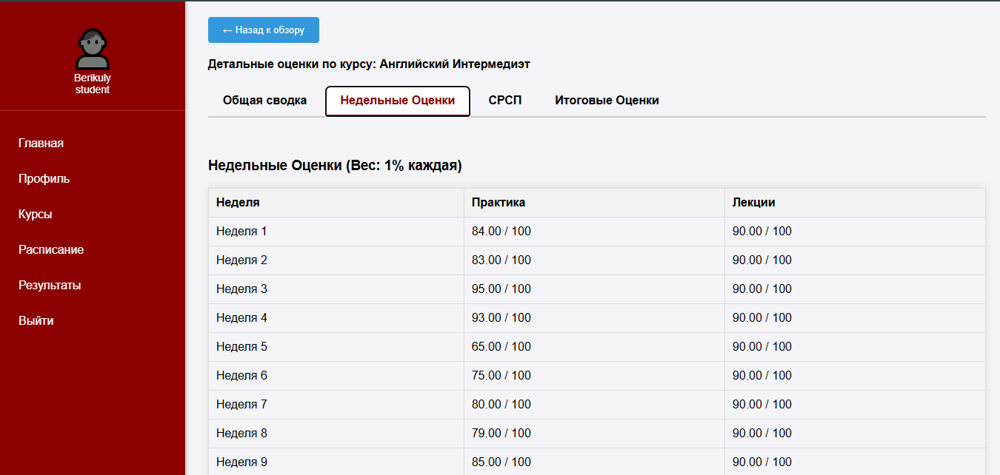 Berikuly
student
Главная
Профиль
Курсы
Расписание
Результаты
Выйти
← Назад к обзору
Детальные оценки по курсу: Английский Интермедиэт
Общая сводка Недельные Оценки СРСП Итоговые Оценки
Недельные Оценки (Вес: 1% каждая)
Неделя Практика Лекции
Неделя 1 84.00 / 100 90.00 / 100
Неделя 2 83.00 / 100 90.00 / 100
Неделя 3 95.00 / 100 90.00 / 100
Неделя 4 93.00 / 100 90.00 / 100
Неделя 5 65.00 / 100 90.00 / 100
Неделя 6 75.00 / 100 90.00 / 100
Неделя 7 80.00 / 100 90.00 / 100
Неделя 8 79.00 / 100 90.00 / 100
Неделя 9 85.00 / 100 90.00 / 100